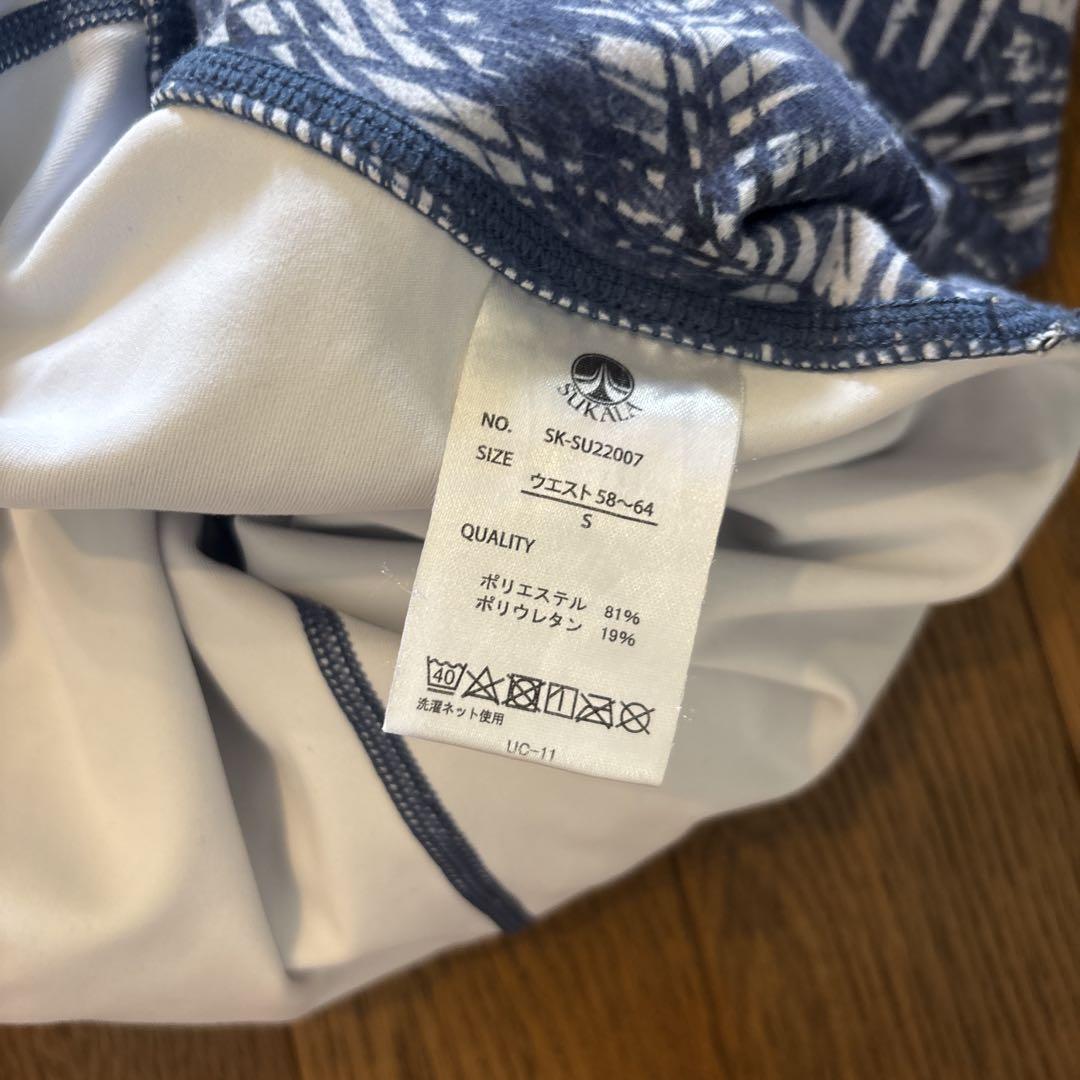 SUKALA
NO. SK-SU22007
SIZE ウエスト 58〜64
S
QUALITY
ポリエステル 81%
ポリウレタン 19%
40
洗濯ネット使用
UC-11